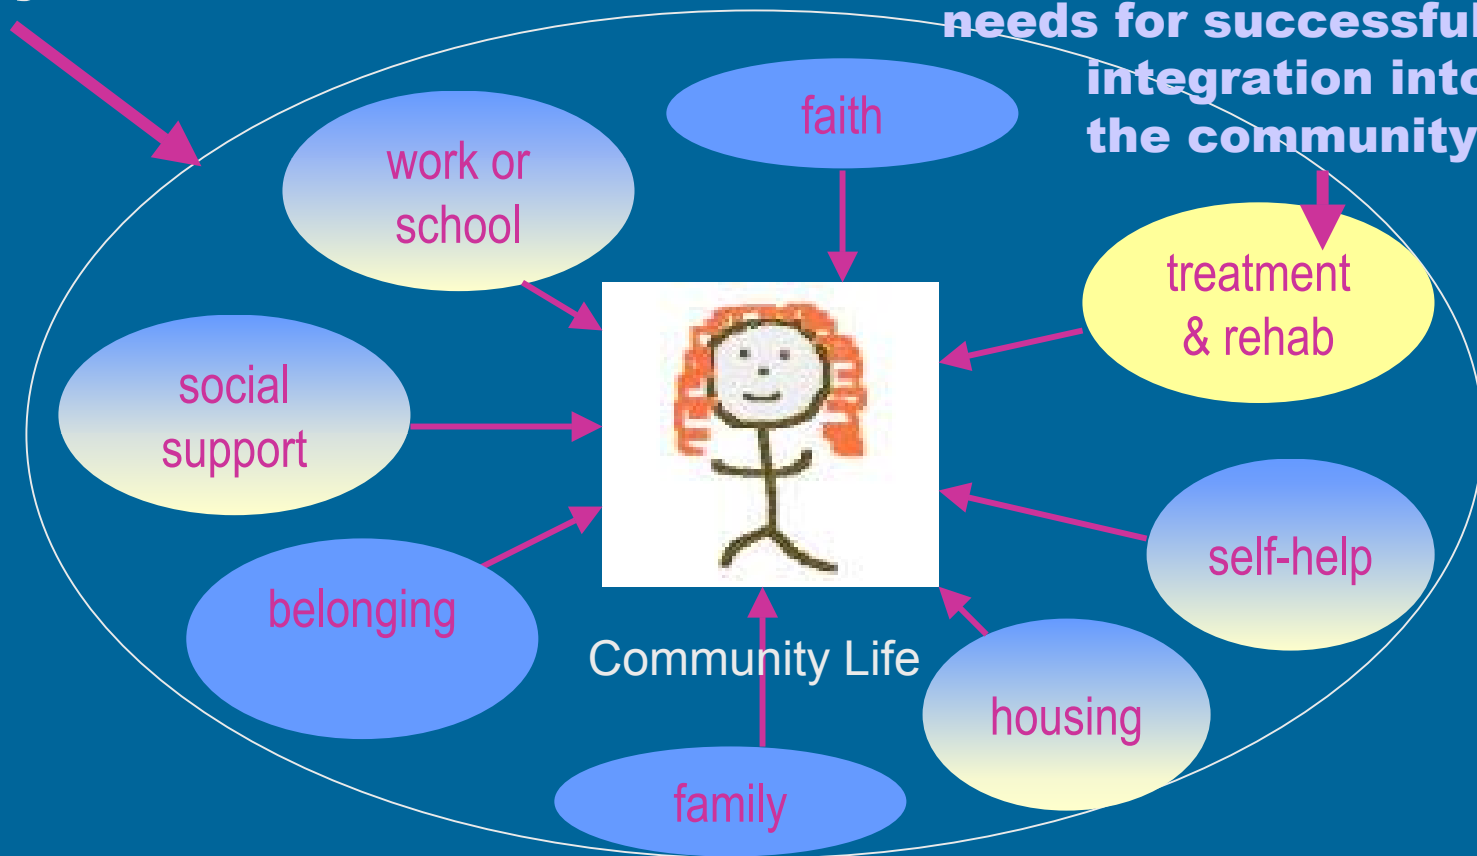 needs for successful
integration into
the community
faith
work or
school
treatment
& rehab
social
support
self-help
belonging
Community Life
housing
family